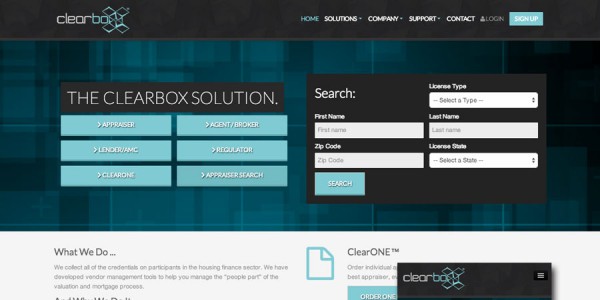 clearbox
HOME SOLUTIONS COMPANY SUPPORT CONTACT LOGIN SIGN UP
THE CLEARBOX SOLUTION.
> APPRAISER
> AGENT / BROKER
> LENDER/AMC
> REGULATOR
> CLEARONE
> APPRAISER SEARCH
Search:
License Type
-- Select a Type --
First Name
Last Name
First name
Last name
Zip Code
License State
Zip Code
-- Select a State --
SEARCH
What We Do ...
We collect all of the credentials on participants in the housing finance sector. We have
developed vendor management tools to help you manage the "people part" of the
valuation and mortgage process.
And Why We Do It
ClearONE™
Order individual a
best appraiser, m
ORDER ONE
clearbox